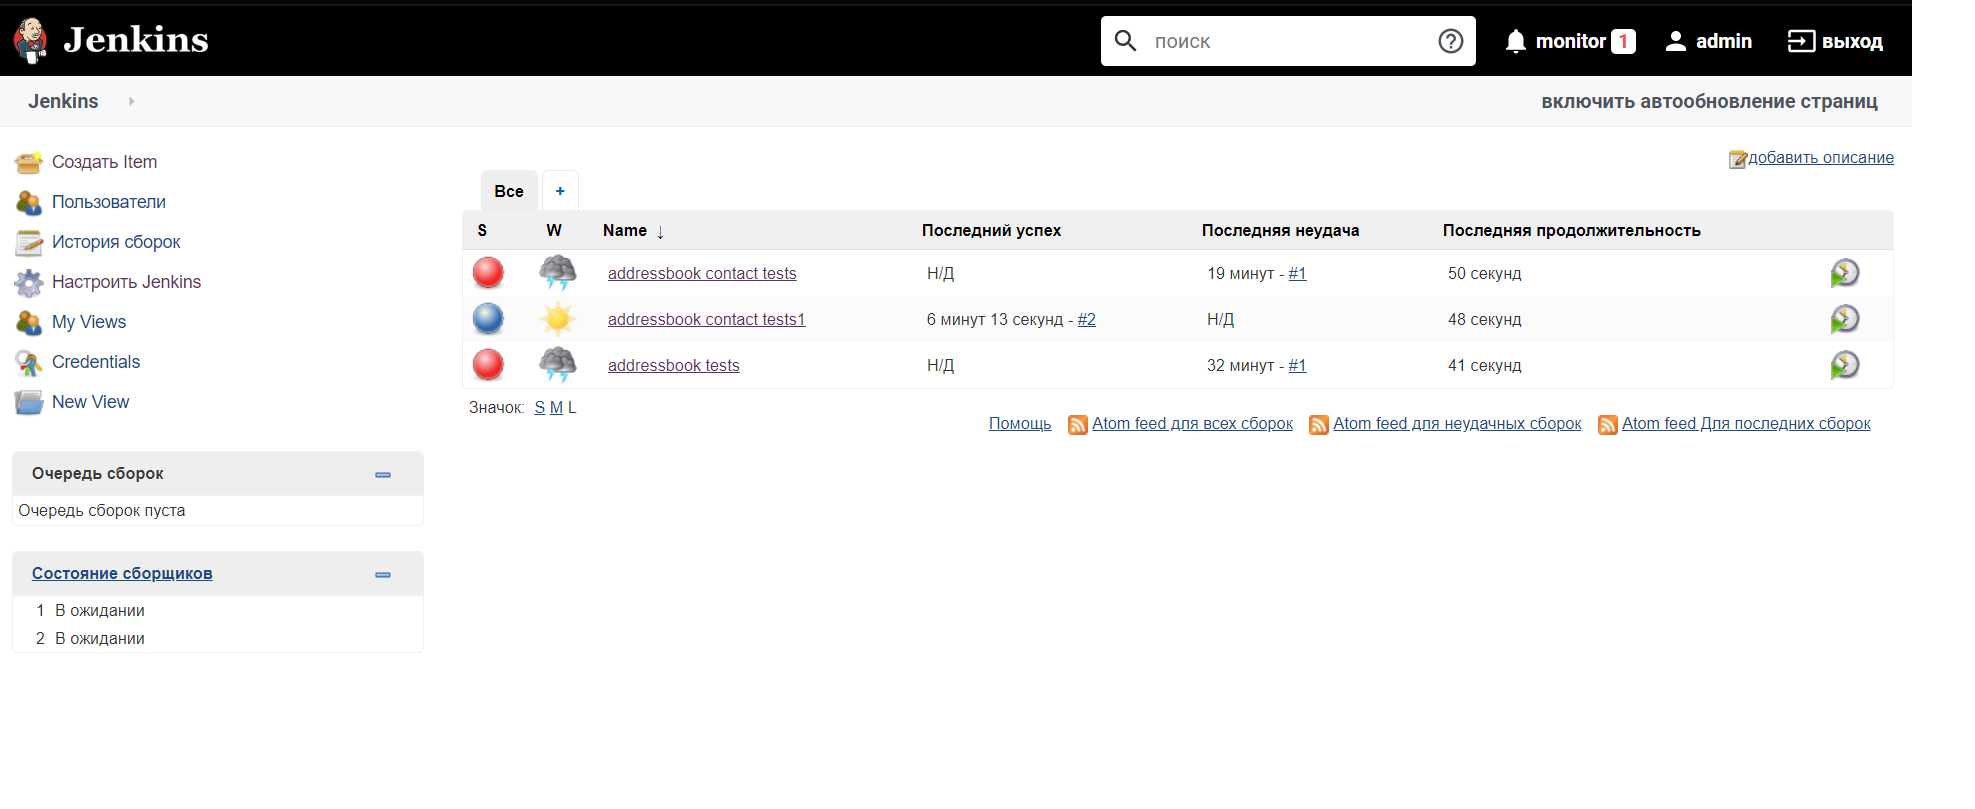 Jenkins
поиск
monitor 1
admin
выход
Jenkins
включить автообновление страниц
Создать Item
Пользователи
История сборок
Настроить Jenkins
My Views
Credentials
New View
Очередь сборок
Очередь сборок пуста
Состояние сборщиков
1 В ожидании
2 В ожидании
добавить описание
Все +
S W Name ↓ Последний успех Последняя неудача Последняя продолжительность
addressbook contact tests Н/Д 19 минут - #1 50 секунд
addressbook contact tests1 6 минут 13 секунд - #2 Н/Д 48 секунд
addressbook tests Н/Д 32 минут - #1 41 секунд
Значок: S M L
Помощь Atom feed для всех сборок Atom feed для неудачных сборок Atom feed Для последних сборок